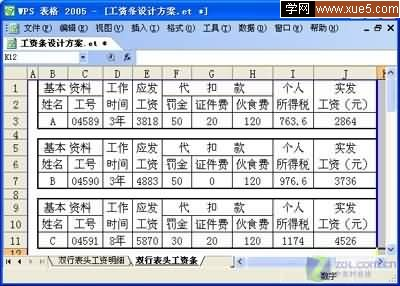 WPS 表格 2005 - [工资条设计方案.et *]
学网 www.xue5.com
文件(F) 编辑(E) 视图(V) 插入(I) 格式(O) 工具(T) 数据(D)
工资条设计方案.et *
K12
A B C D E F G H I J
1 基本 资料 工作 应发 代 扣 款 个人 实发
2 姓名 工号 时间 工资 罚金 证件费 伙食费 所得税 工资（元）
3 A 04589 3年 3818 50 20 120 763.6 2864
4
5 基本 资料 工作 应发 代 扣 款 个人 实发
6 姓名 工号 时间 工资 罚金 证件费 伙食费 所得税 工资（元）
7 B 04590 3年 4883 50 0 120 976.6 3736
8
9 基本 资料 工作 应发 代 扣 款 个人 实发
10 姓名 工号 时间 工资 罚金 证件费 伙食费 所得税 工资（元）
11 C 04591 8年 5870 30 20 120 1174 4526
12
双行表头工资明细 双行表头工资条
数字
ZOL.COM.CN